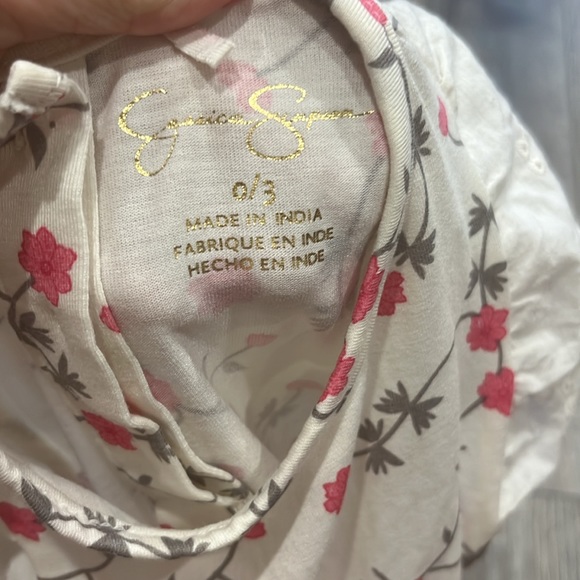 Jessica Simpson
0/3
MADE IN INDIA
FABRIQUE EN INDE
HECHO EN INDE